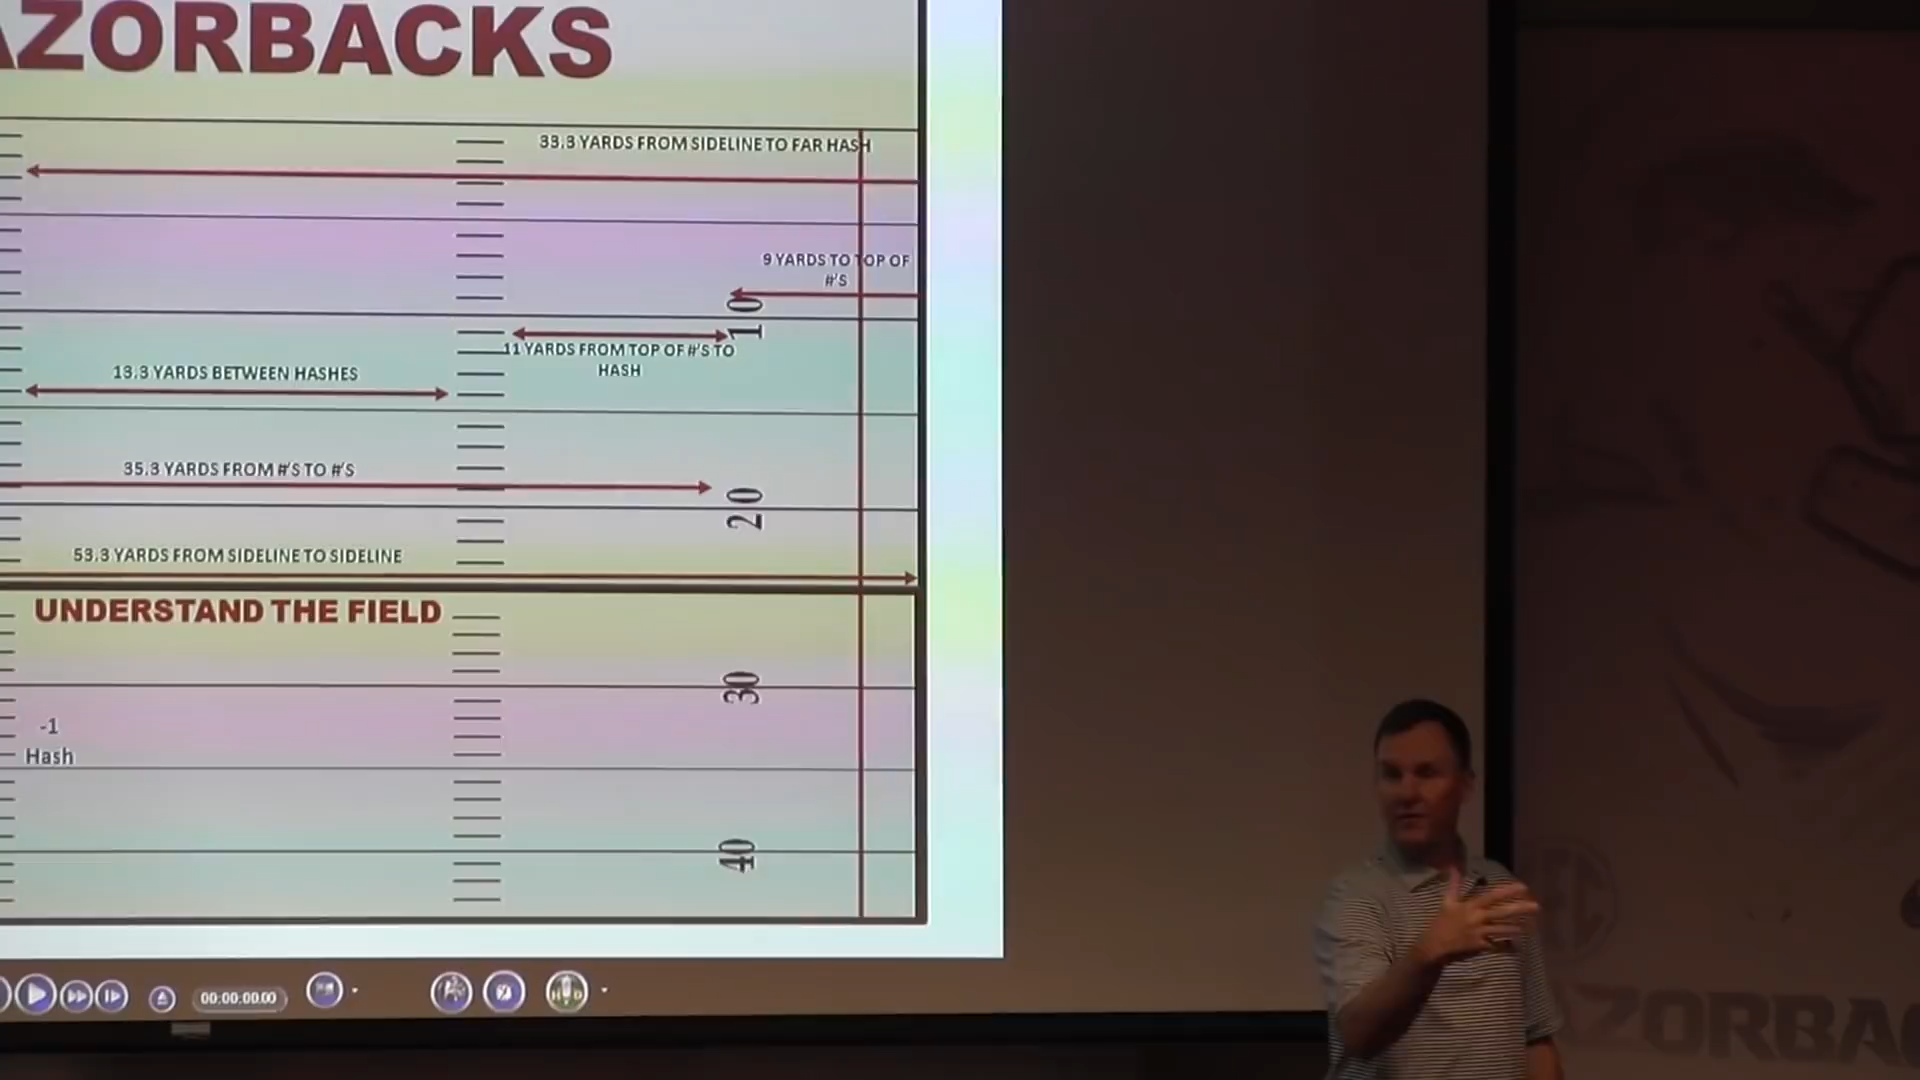 AZORBACKS
33.3 YARDS FROM SIDELINE TO FAR HASH
9 YARDS TO TOP OF
#'S
10
11 YARDS FROM TOP OF #'S TO
HASH
13.3 YARDS BETWEEN HASHES
35.3 YARDS FROM #'S TO #'S
20
53.3 YARDS FROM SIDELINE TO SIDELINE
UNDERSTAND THE FIELD
30
-1
Hash
40
SEC
AZORBAC
00:00:00.00